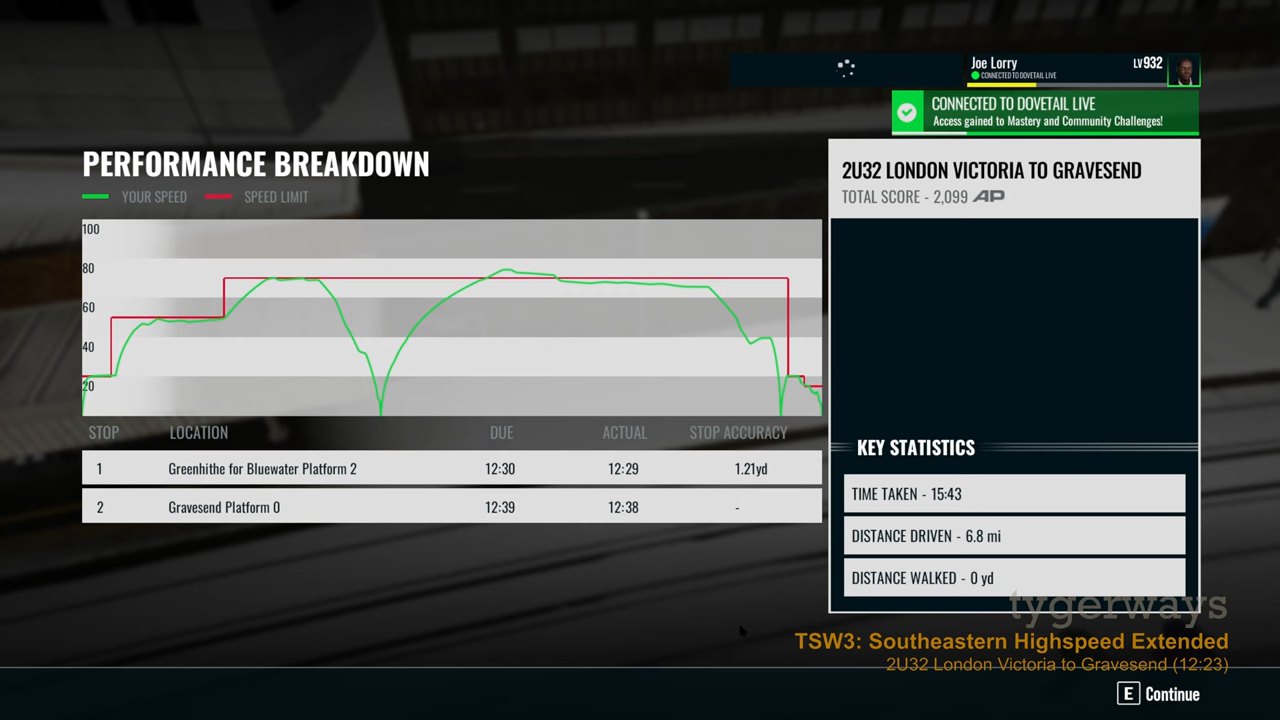 Joe Lorry LV932
CONNECTED TO DOVETAIL LIVE
CONNECTED TO DOVETAIL LIVE
Access gained to Mastery and Community Challenges!
PERFORMANCE BREAKDOWN
YOUR SPEED SPEED LIMIT
100
80
60
40
20
STOP LOCATION DUE ACTUAL STOP ACCURACY
1 Greenhithe for Bluewater Platform 2 12:30 12:29 1.21yd
2 Gravesend Platform 0 12:39 12:38 -
2U32 LONDON VICTORIA TO GRAVESEND
TOTAL SCORE - 2,099 AP
KEY STATISTICS
TIME TAKEN - 15:43
DISTANCE DRIVEN - 6.8 mi
DISTANCE WALKED - 0 yd
tygerways
TSW3: Southeastern Highspeed Extended
2U32 London Victoria to Gravesend (12:23)
E Continue